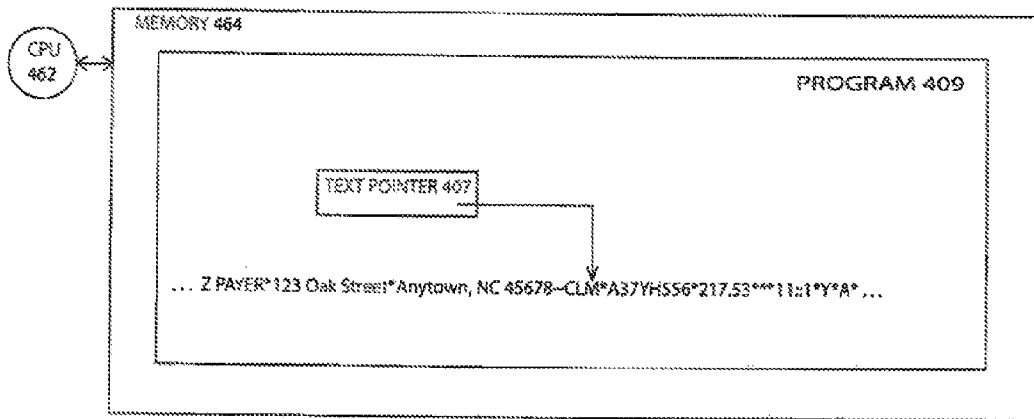 MEMORY 464
CPU
462
PROGRAM 409
TEXT POINTER 407
... Z PAYER*123 Oak Street*Anytown, NC 45678~CLM*A37YH556*217.53***11::1*Y*A* ...